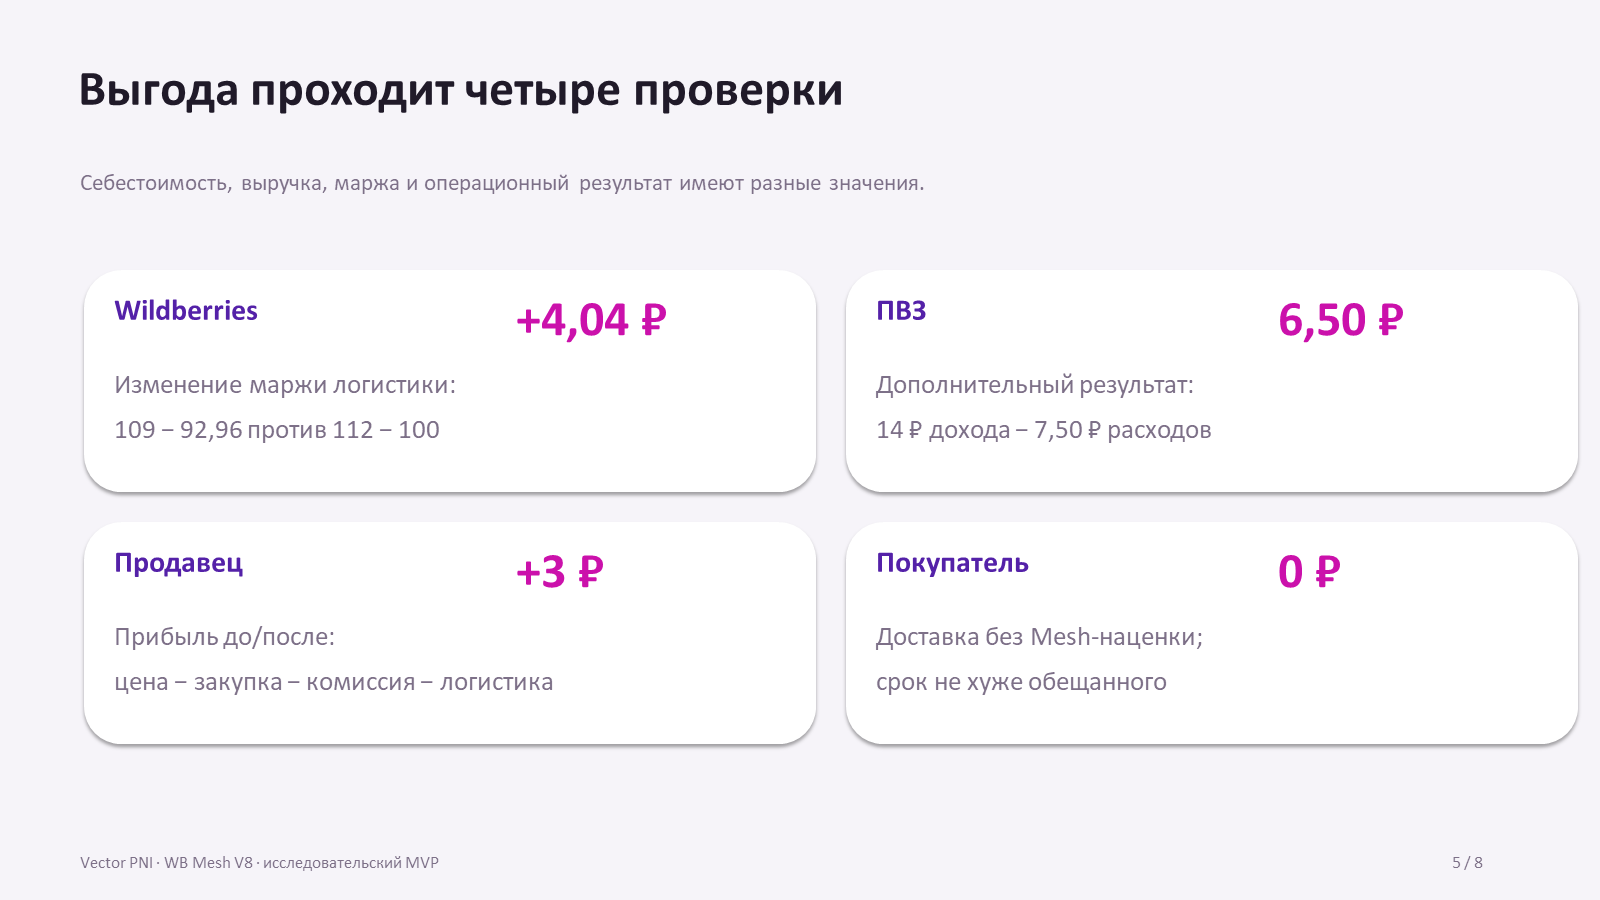 Выгода проходит четыре проверки
Себестоимость, выручка, маржа и операционный результат имеют разные значения.
Wildberries
+4,04 ₽
Изменение маржи логистики:
109 − 92,96 против 112 − 100
ПВЗ
6,50 ₽
Дополнительный результат:
14 ₽ дохода − 7,50 ₽ расходов
Продавец
+3 ₽
Прибыль до/после:
цена − закупка − комиссия − логистика
Покупатель
0 ₽
Доставка без Mesh-наценки;
срок не хуже обещанного
Vector PNI · WB Mesh V8 · исследовательский MVP
5 / 8